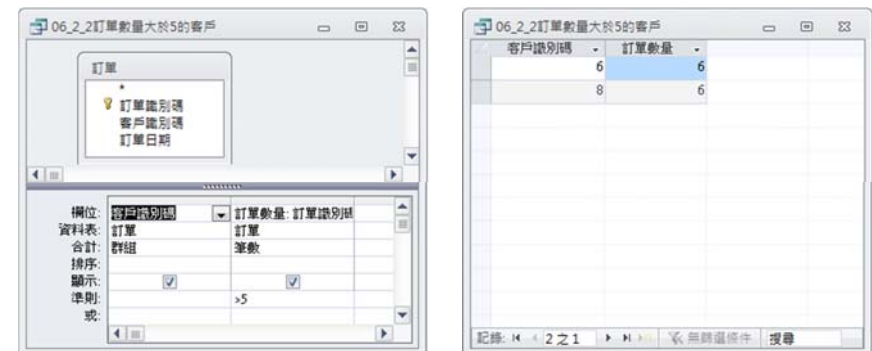 06_2_2訂單數量大於5的客戶
訂單
*
訂單識別碼
客戶識別碼
訂單日期
欄位: 客戶識別碼 訂單數量: 訂單識別碼
資料表: 訂單 訂單
合計: 群組 筆數
排序:
顯示:
準則: >5
或:
06_2_2訂單數量大於5的客戶
客戶識別碼 訂單數量
6 6
8 6
記錄: 2 之 1 無篩選條件 搜尋